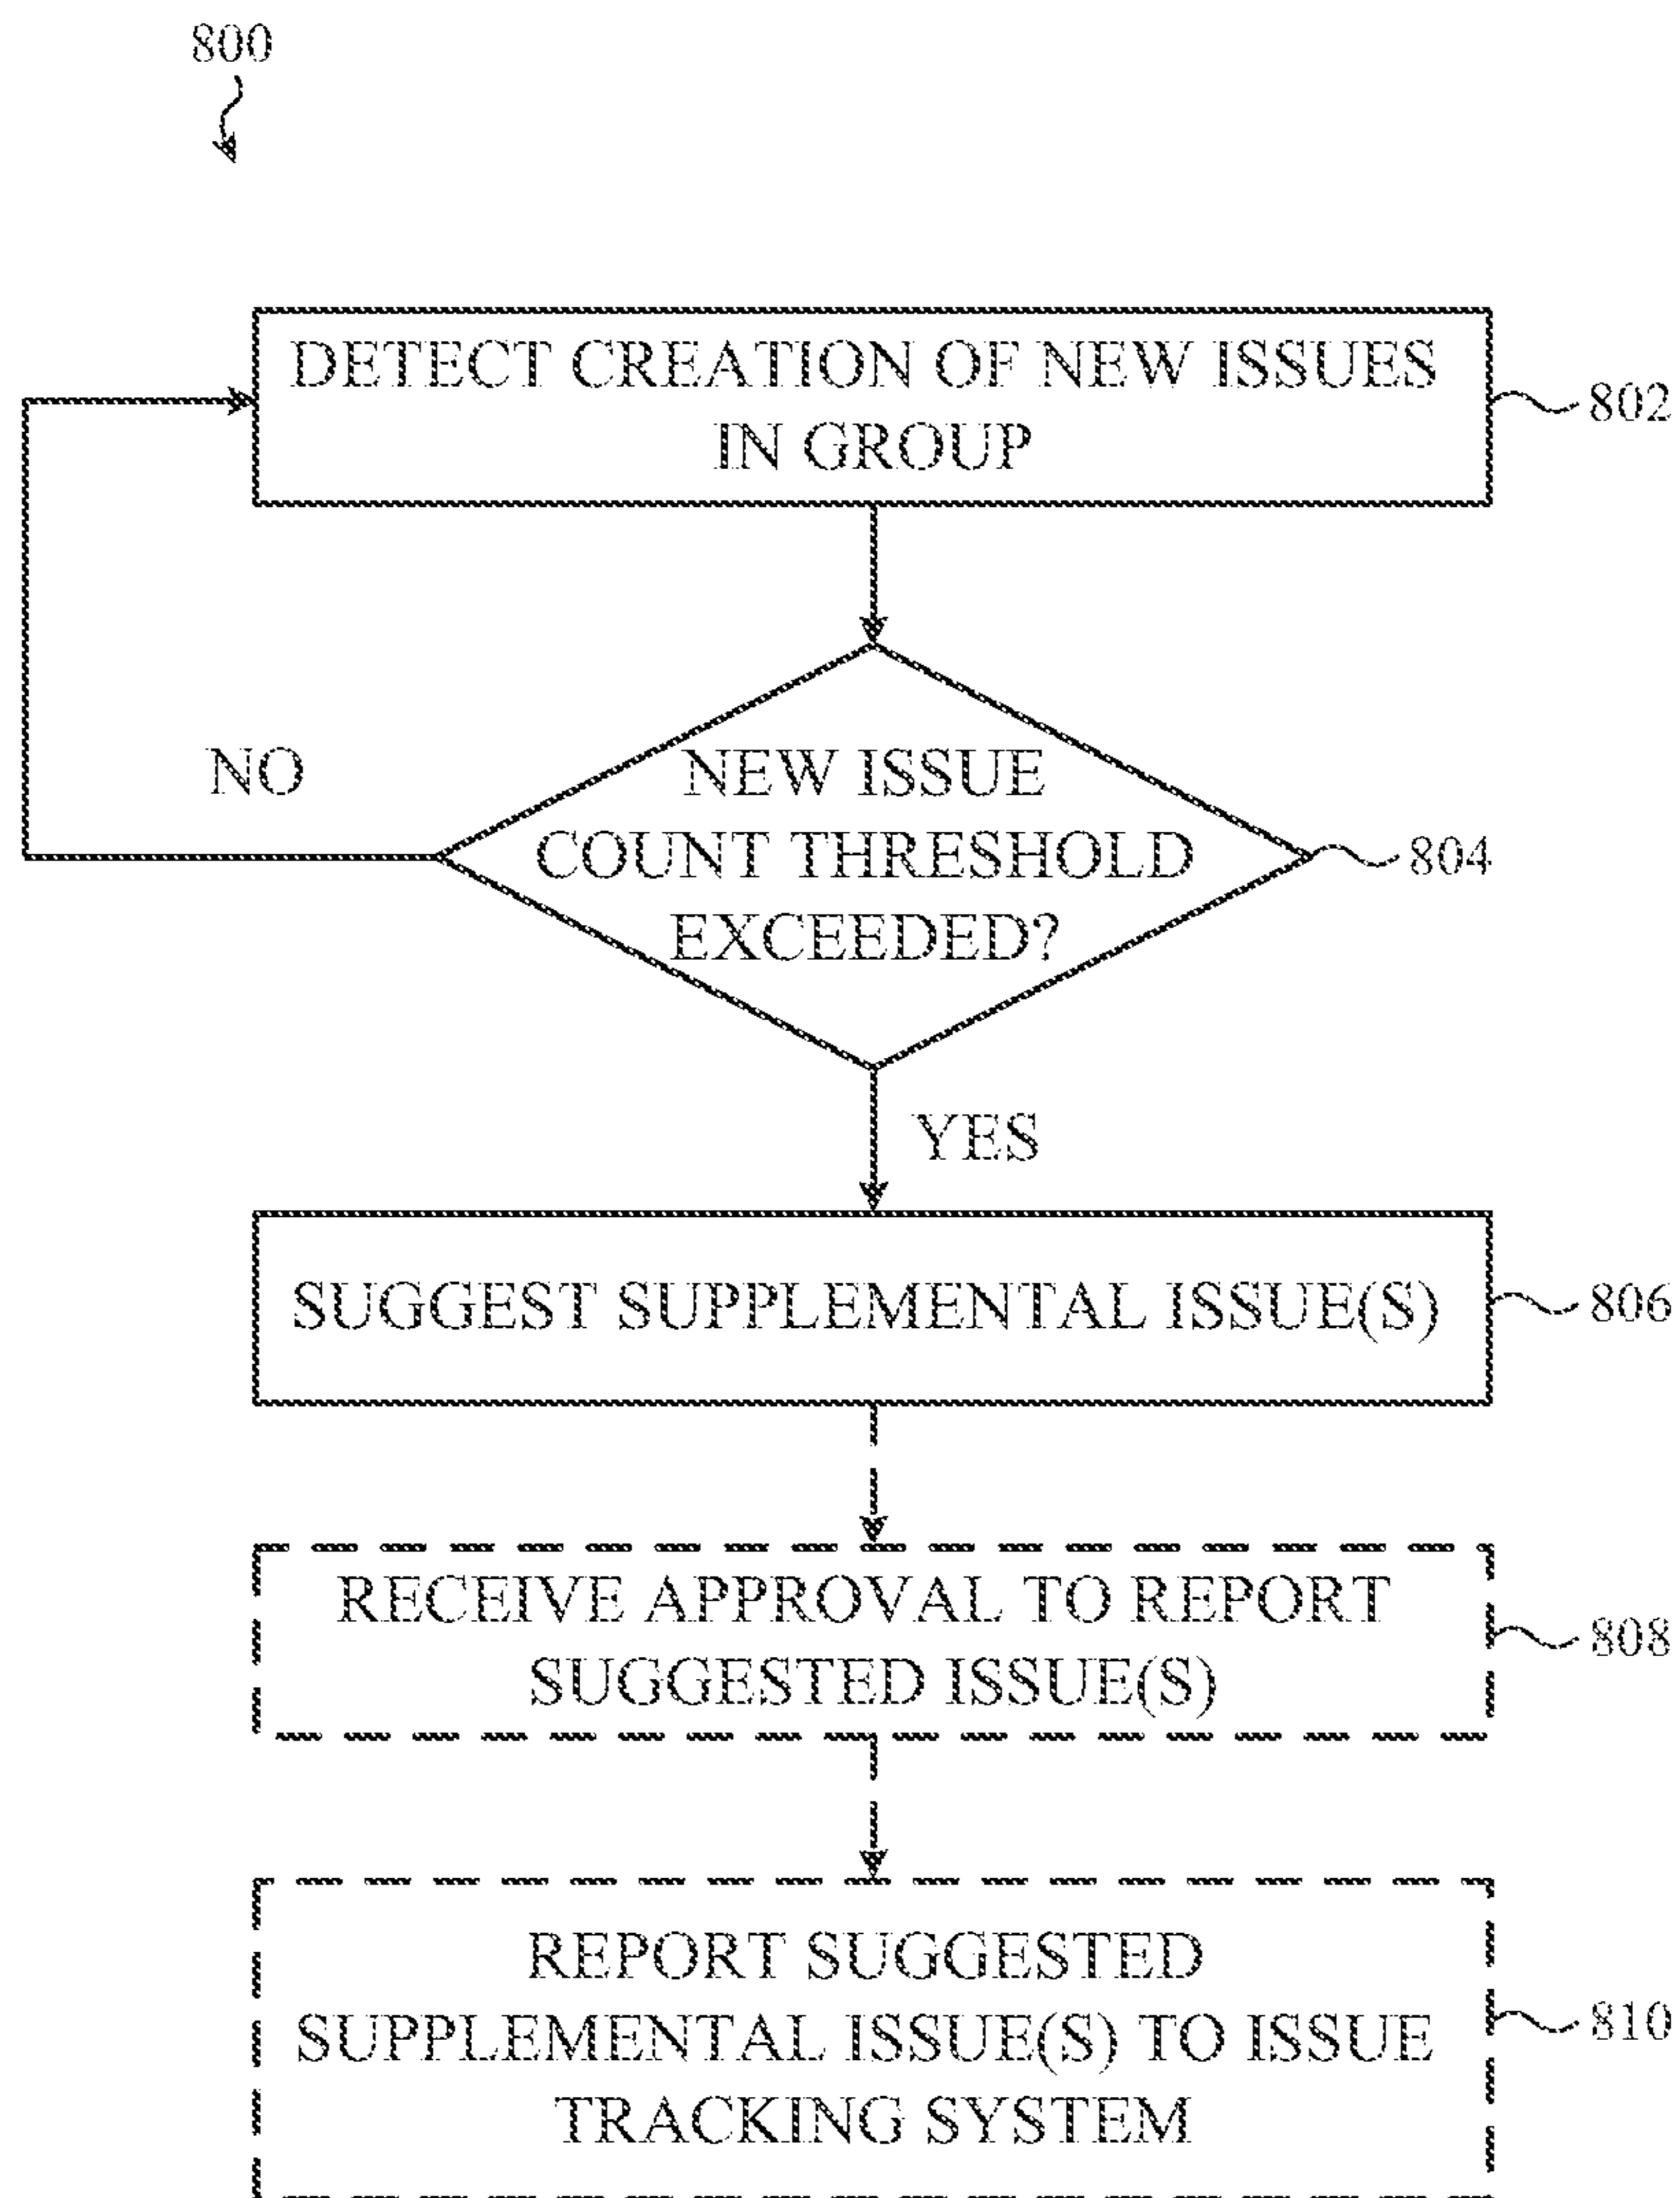 800
DETECT CREATION OF NEW ISSUES
IN GROUP
802
NO
NEW ISSUE
COUNT THRESHOLD
EXCEEDED?
804
YES
SUGGEST SUPPLEMENTAL ISSUE(S)
806
RECEIVE APPROVAL TO REPORT
SUGGESTED ISSUE(S)
808
REPORT SUGGESTED
SUPPLEMENTAL ISSUE(S) TO ISSUE
TRACKING SYSTEM
810